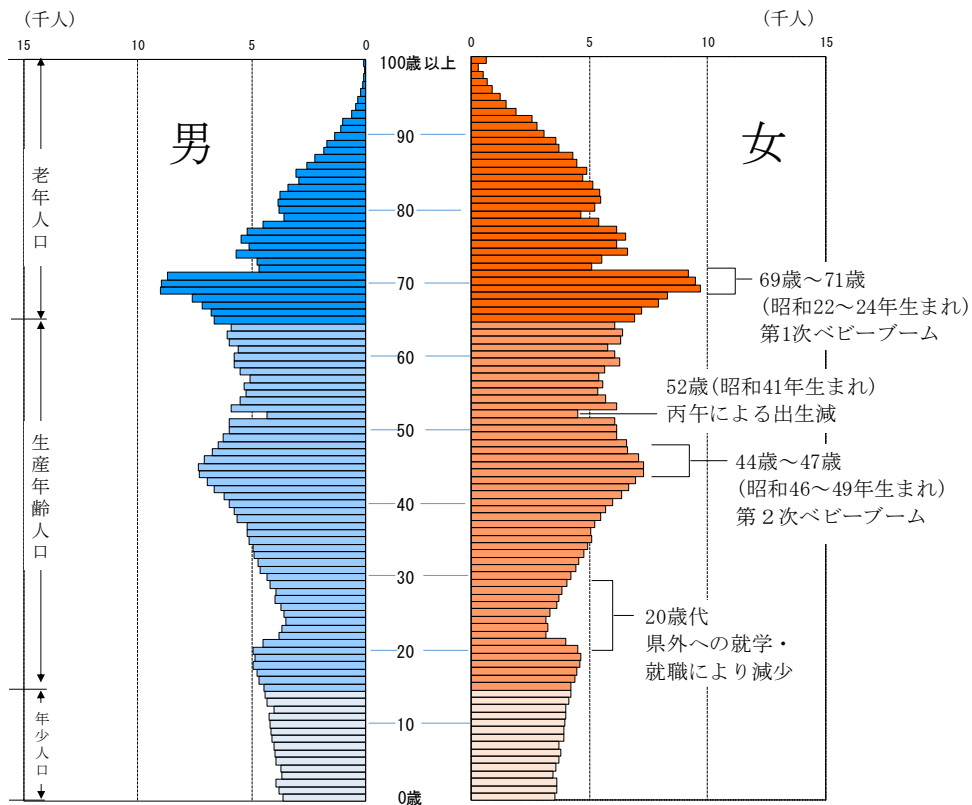 (千人)
15
10
5
0
(千人)
0
5
10
15
男
女
100歳以上
90
80
70
60
50
40
30
20
10
0歳
老年人口
生産年齢人口
年少人口
69歳～71歳
(昭和22～24年生まれ)
第1次ベビーブーム
52歳(昭和41年生まれ)
丙午による出生減
44歳～47歳
(昭和46～49年生まれ)
第２次ベビーブーム
20歳代
県外への就学・
就職により減少